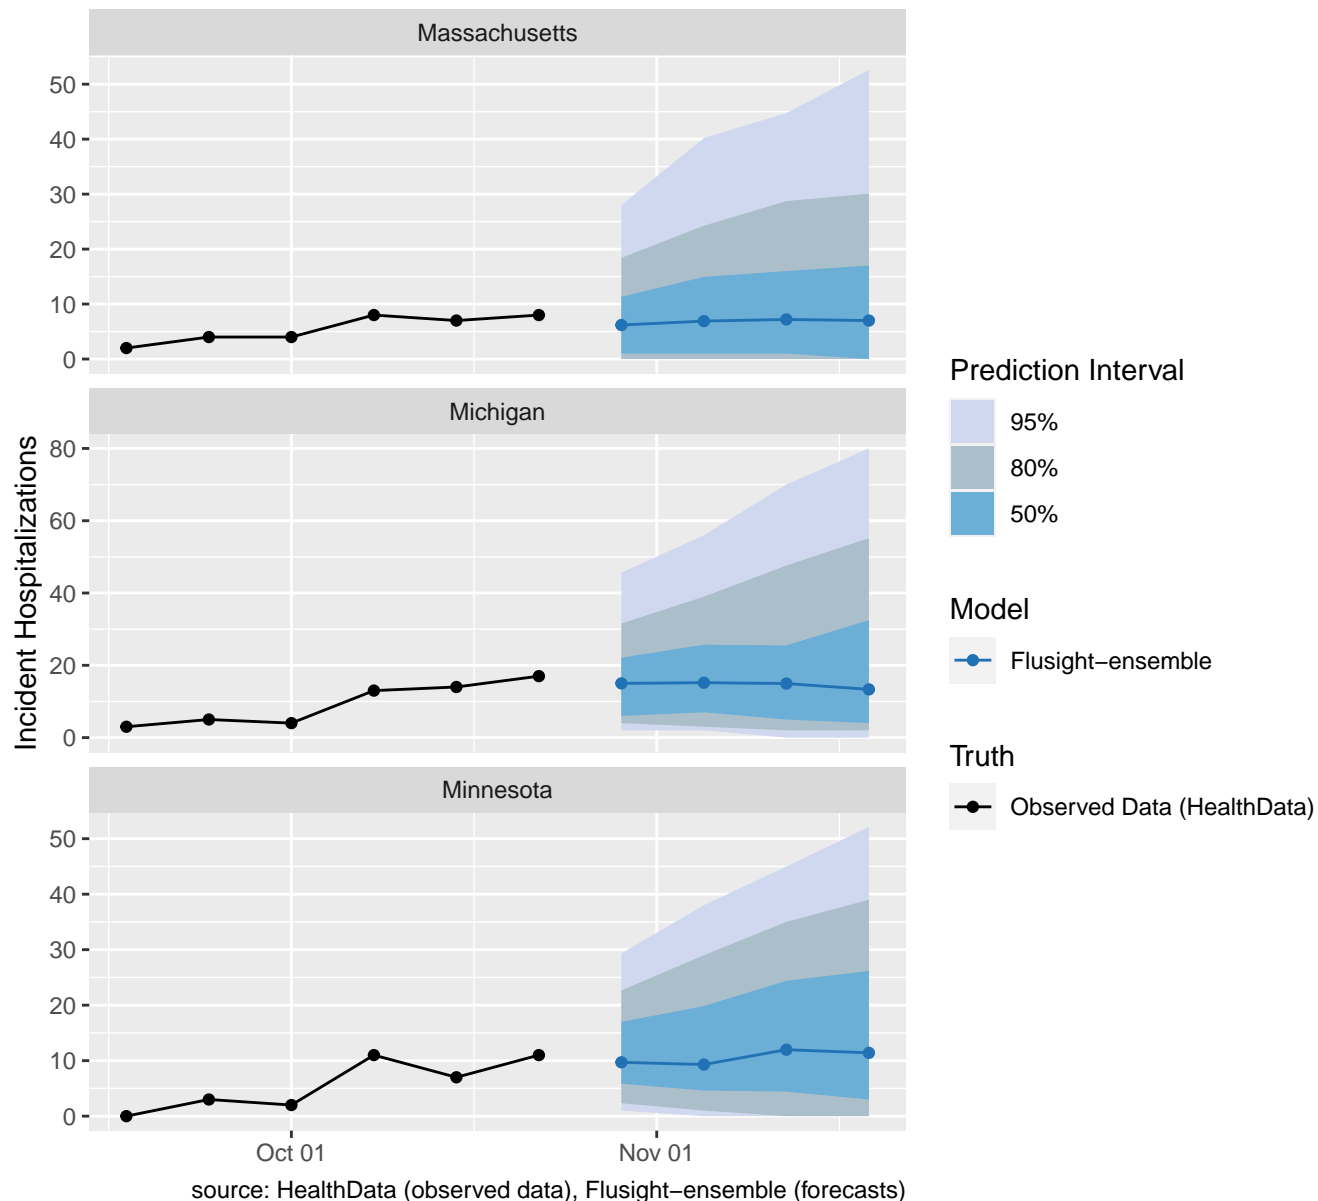 Massachusetts
50
40
30
20
10
0
Michigan
80
60
40
20
0
Minnesota
50
40
30
20
10
0
Incident Hospitalizations
Oct 01
Nov 01
source: HealthData (observed data), Flusight−ensemble (forecasts)
Prediction Interval
95%
80%
50%
Model
Flusight−ensemble
Truth
Observed Data (HealthData)